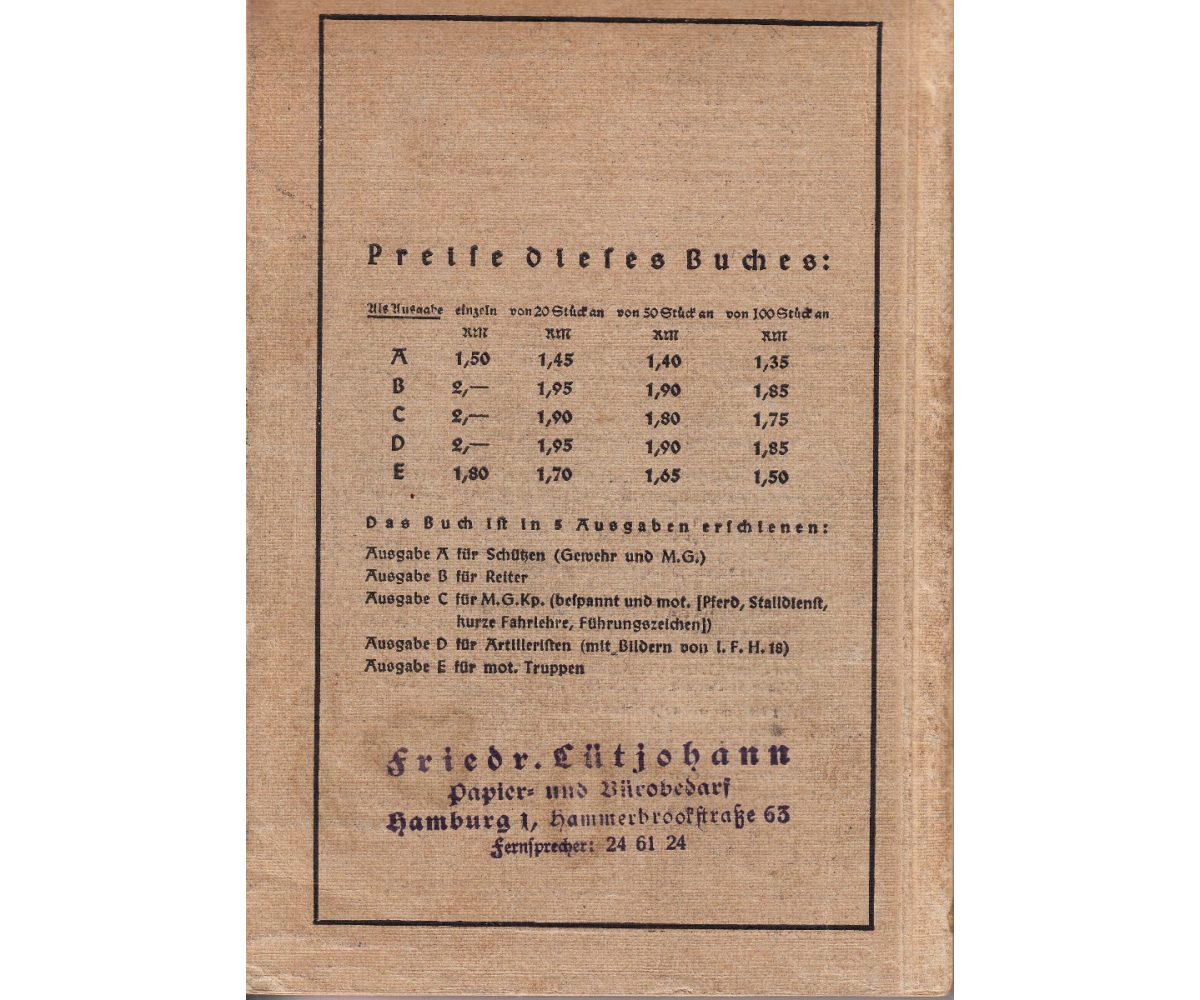 Preise dieses Buches:
Als Ausgabe einzeln von 20 Stück an von 50 Stück an von 100 Stück an
RM RM RM RM
A 1,50 1,45 1,40 1,35
B 2,— 1,95 1,90 1,85
C 2,— 1,90 1,80 1,75
D 2,— 1,95 1,90 1,85
E 1,80 1,70 1,65 1,50
Das Buch ist in 5 Ausgaben erschienen:
Ausgabe A für Schützen (Gewehr und M.G.)
Ausgabe B für Reiter
Ausgabe C für M.G.Kp. (bespannt und mot. [Pferd, Stalldienst,
kurze Fahrlehre, Führungszeichen])
Ausgabe D für Artilleristen (mit Bildern von l. F. H. 18)
Ausgabe E für mot. Truppen
Friedr. Lütjohann
Papier- und Bürobedarf
Hamburg 1, Hammerbrookstraße 63
Fernsprecher: 24 61 24